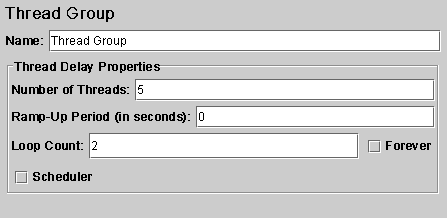 Thread Group
Name: Thread Group
Thread Delay Properties
Number of Threads: 5
Ramp-Up Period (in seconds): 0
Loop Count: 2 Forever
Scheduler